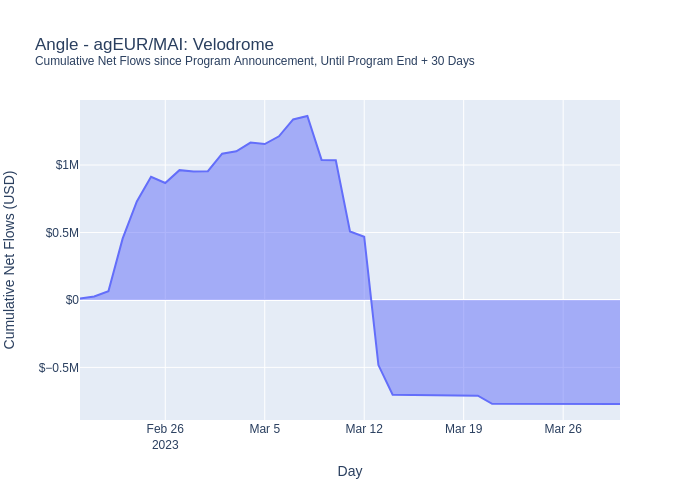 Angle - agEUR/MAI: Velodrome
Cumulative Net Flows since Program Announcement, Until Program End + 30 Days
Cumulative Net Flows (USD)
$1M
$0.5M
$0
$−0.5M
Feb 26
2023
Mar 5
Mar 12
Mar 19
Mar 26
Day